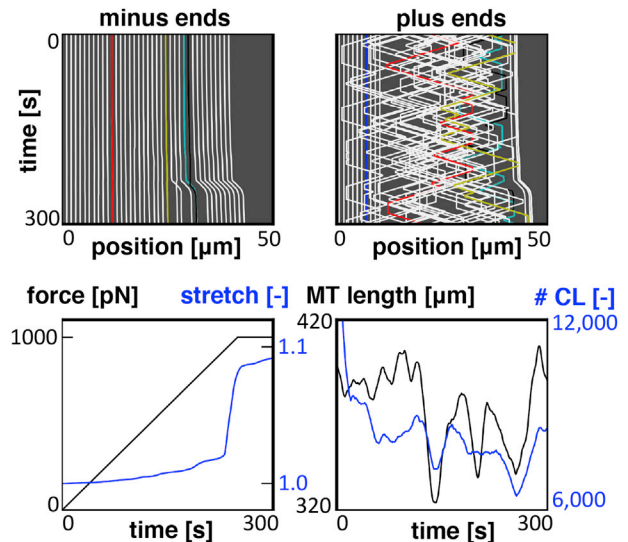 minus ends
plus ends
0
time [s]
300
0
50
position [µm]
0
50
position [µm]
force [pN]
stretch [-]
1000
0
1.1
1.0
0
300
time [s]
MT length [µm]
# CL [-]
420
320
12,000
6,000
0
300
time [s]